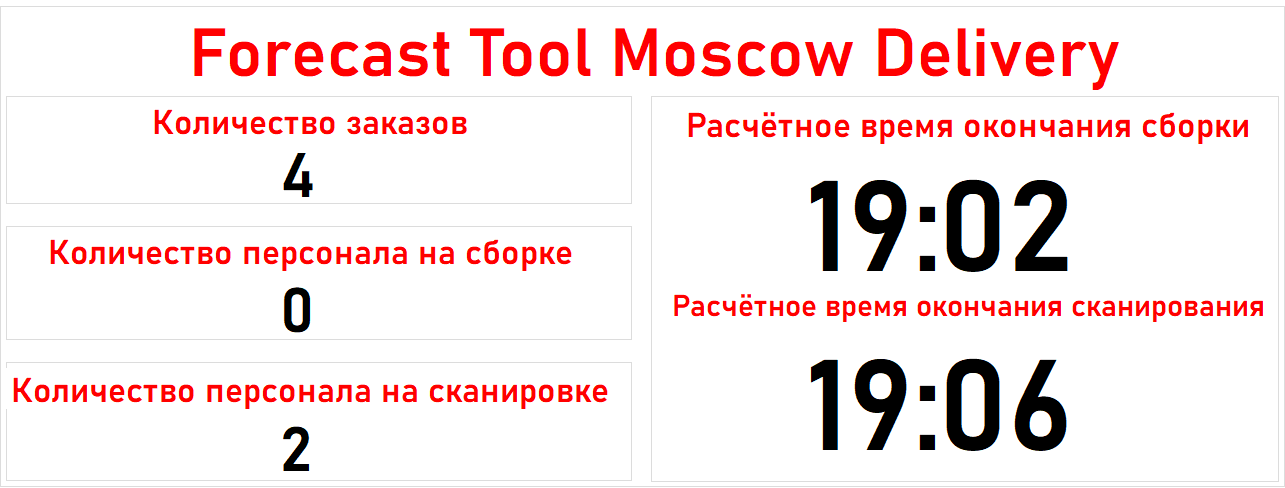 Forecast Tool Moscow Delivery
Количество заказов
4
Количество персонала на сборке
0
Количество персонала на сканировке
2
Расчётное время окончания сборки
19:02
Расчётное время окончания сканирования
19:06